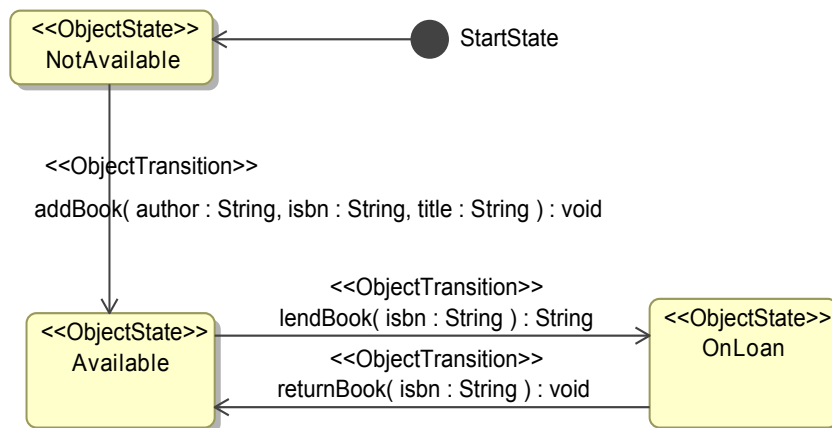 <<ObjectState>>
NotAvailable
StartState
<<ObjectTransition>>
addBook( author : String, isbn : String, title : String ) : void
<<ObjectTransition>>
lendBook( isbn : String ) : String
<<ObjectState>>
Available
<<ObjectTransition>>
returnBook( isbn : String ) : void
<<ObjectState>>
OnLoan